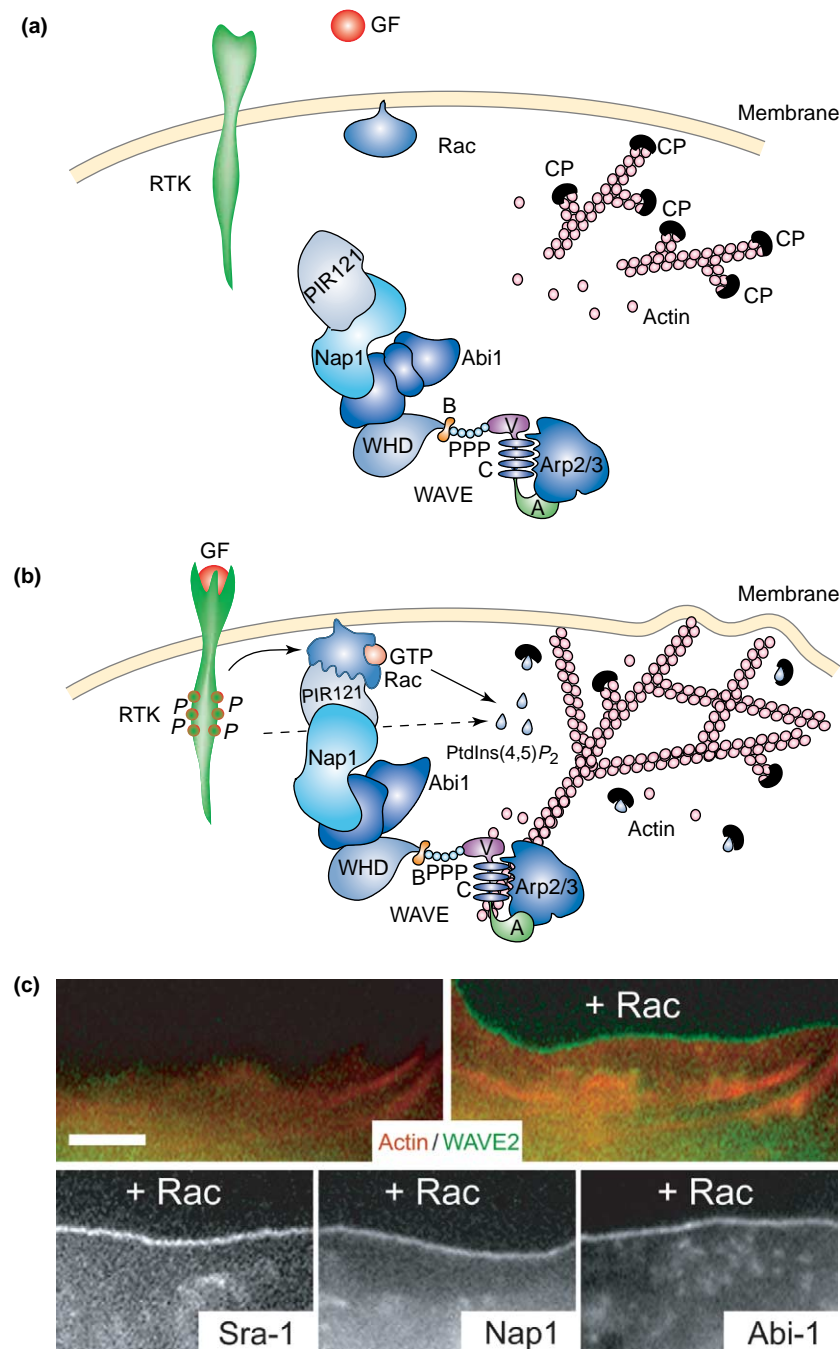 (a)
GF
Membrane
Rac
RTK
CP
CP
CP
CP
CP
CP
Actin
PIR121
Nap1
Abi1
B
V
WHD
PPP
C
Arp2/3
WAVE
A
(b)
GF
Membrane
GTP
Rac
PIR121
P P
P P
P P
RTK
Nap1
PtdIns(4,5)P2
Abi1
Actin
V
WHD
B
PPP
C
Arp2/3
WAVE
A
(c)
+ Rac
Actin / WAVE2
+ Rac
+ Rac
+ Rac
Sra-1
Nap1
Abi-1